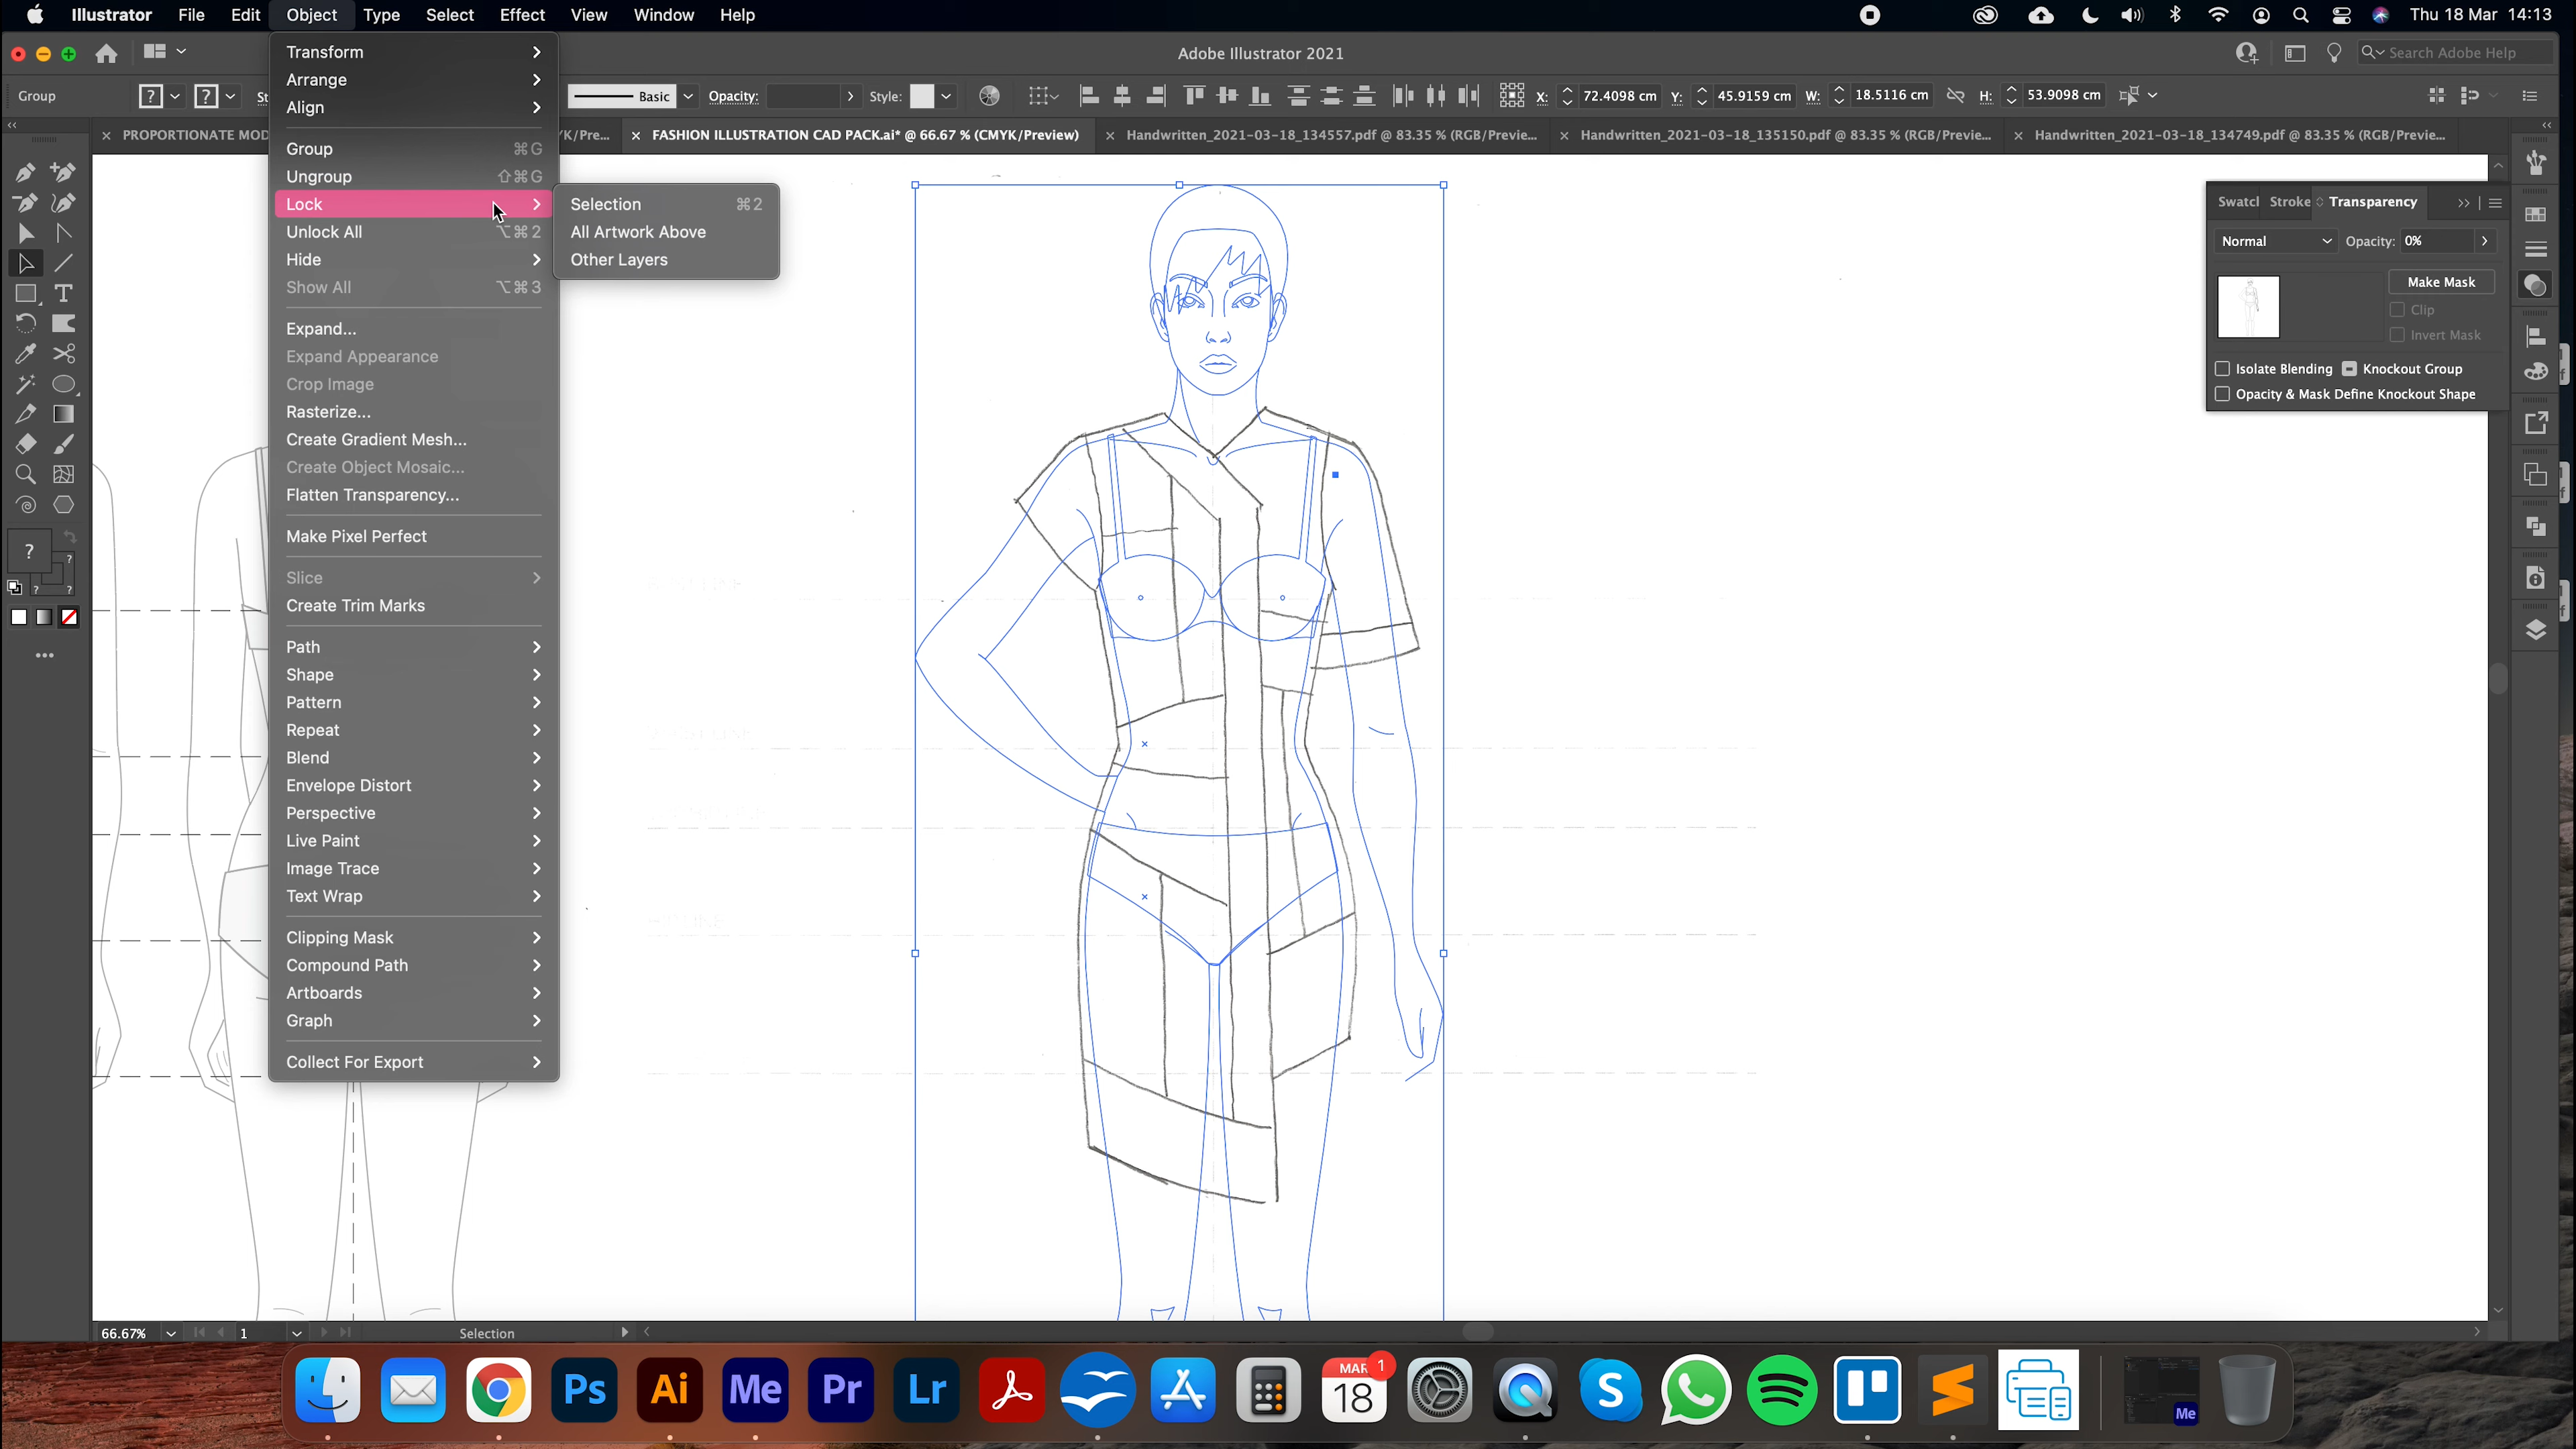 Illustrator File Edit Object Type Select Effect View Window Help
Thu 18 Mar 14:13
Adobe Illustrator 2021
Search Adobe Help
Group
St
Basic
Opacity:
Style:
X: 72.4098 cm
Y: 45.9159 cm
W: 18.5116 cm
H: 53.9098 cm
PROPORTIONATE MOD
K/Pre...
FASHION ILLUSTRATION CAD PACK.ai* @ 66.67 % (CMYK/Preview)
Handwritten_2021-03-18_134557.pdf @ 83.35 % (RGB/Previe...
Handwritten_2021-03-18_135150.pdf @ 83.35 % (RGB/Previe...
Handwritten_2021-03-18_134749.pdf @ 83.35 % (RGB/Previe...
Transform
Arrange
Align
Group ⌘G
Ungroup ⇧⌘G
Lock
Unlock All ⌥⌘2
Hide
Show All ⌥⌘3
Expand...
Expand Appearance
Crop Image
Rasterize...
Create Gradient Mesh...
Create Object Mosaic...
Flatten Transparency...
Make Pixel Perfect
Slice
Create Trim Marks
Path
Shape
Pattern
Repeat
Blend
Envelope Distort
Perspective
Live Paint
Image Trace
Text Wrap
Clipping Mask
Compound Path
Artboards
Graph
Collect For Export
Selection ⌘2
All Artwork Above
Other Layers
Swatcl Stroke Transparency
Normal
Opacity: 0%
Make Mask
Clip
Invert Mask
Isolate Blending
Knockout Group
Opacity & Mask Define Knockout Shape
66.67%
1
Selection
Ps
Ai
Me
Pr
Lr
MAR
18
1
S
Me